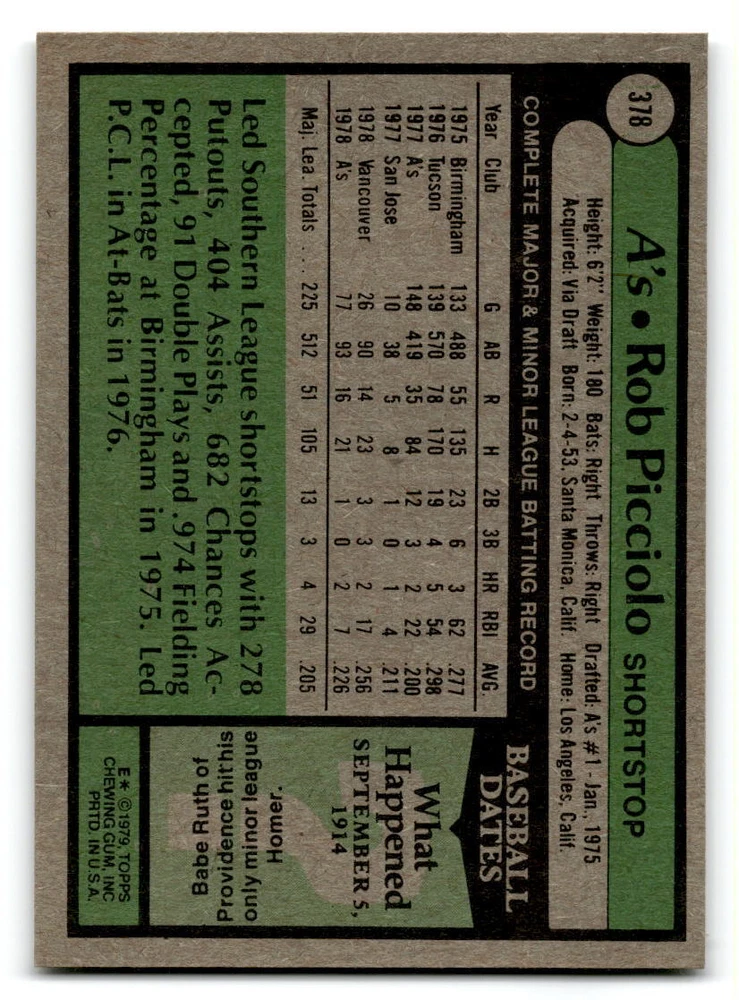 378
A's • Rob Picciolo SHORTSTOP
Height: 6'2" Weight: 180 Bats: Right Throws: Right Drafted: A's #1 - Jan., 1975
Acquired: Via Draft Born: 2-4-53, Santa Monica, Calif. Home: Los Angeles, Calif.
COMPLETE MAJOR & MINOR LEAGUE BATTING RECORD
Year Club G AB R H 2B 3B HR RBI AVG.
1975 Birmingham 133 488 55 135 23 6 3 62 .277
1976 Tucson 139 570 78 170 19 4 5 54 .298
1977 A's 148 419 35 84 12 3 2 22 .200
1977 San Jose 10 38 5 8 1 0 1 4 .211
1978 Vancouver 26 90 14 23 3 3 2 17 .256
1978 A's 77 93 16 21 1 0 2 7 .226
Maj. Lea. Totals . . . 225 512 51 105 13 3 4 29 .205
Led Southern League shortstops with 278
Putouts, 404 Assists, 682 Chances Ac-
cepted, 91 Double Plays and .974 Fielding
Percentage at Birmingham in 1975. Led
P.C.L. in At-Bats in 1976.
BASEBALL
DATES
What
Happened
SEPTEMBER 5,
1914
Babe Ruth of
Providence hit his
only minor league
Homer.
E* ©1979, TOPPS
CHEWING GUM, INC
PRTD. IN U.S.A.